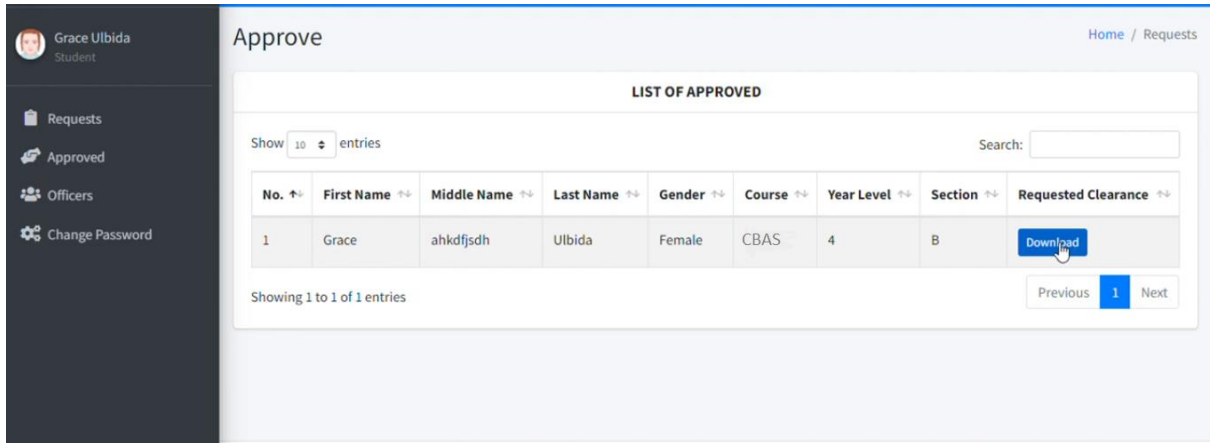 Grace Ulbida
Student
Requests
Approved
Officers
Change Password
Approve
Home / Requests
LIST OF APPROVED
Show 10 entries
Search:
No. First Name Middle Name Last Name Gender Course Year Level Section Requested Clearance
1 Grace ahkdfjsdh Ulbida Female CBAS 4 B Download
Showing 1 to 1 of 1 entries
Previous 1 Next